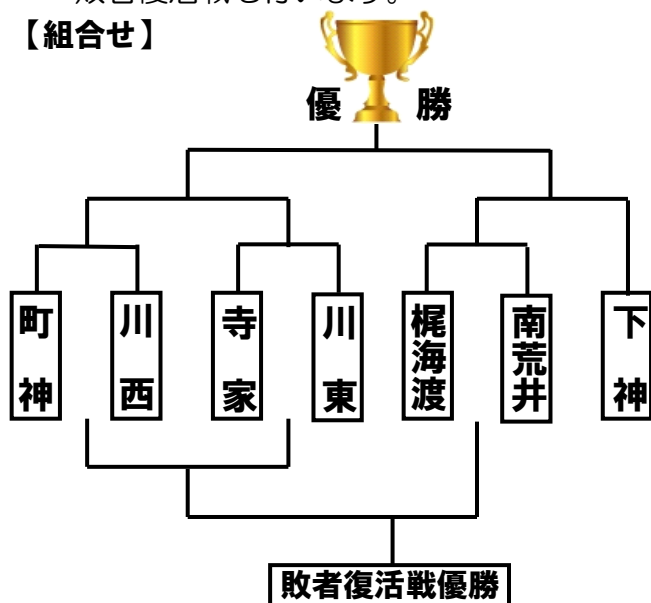 敗者復活戦も行います。
【組合せ】
優勝
町神
川西
寺家
川東
梶海渡
南荒井
下神
敗者復活戦優勝